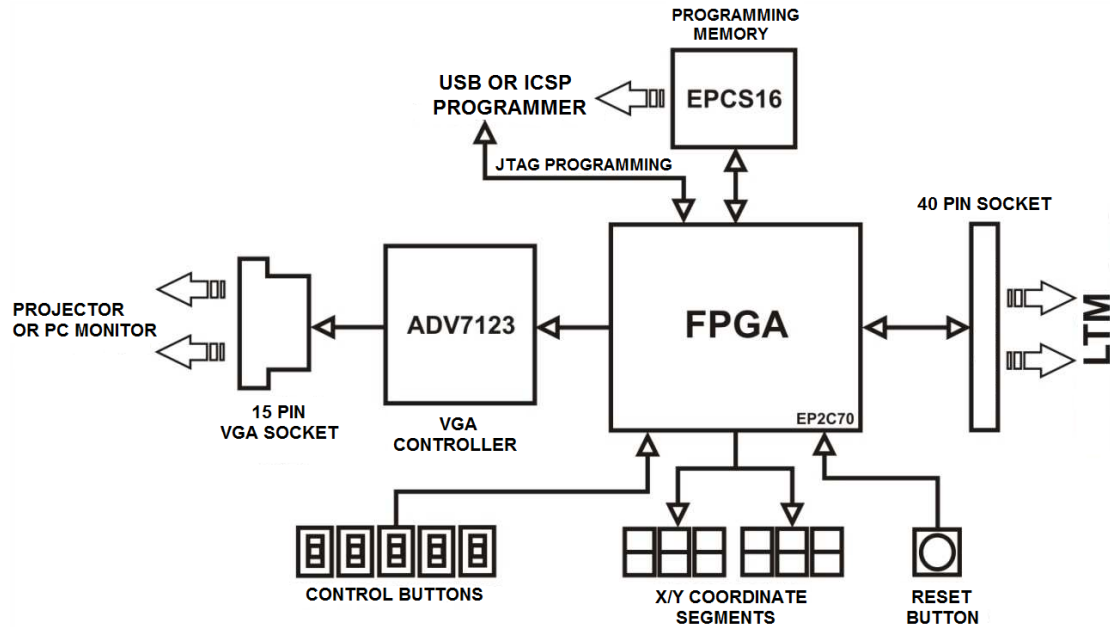 PROGRAMMING
MEMORY
USB OR ICSP
PROGRAMMER
EPCS16
JTAG PROGRAMMING
40 PIN SOCKET
PROJECTOR
OR PC MONITOR
ADV7123
FPGA
LTM
15 PIN
VGA SOCKET
VGA
CONTROLLER
EP2C70
CONTROL BUTTONS
X/Y COORDINATE
SEGMENTS
RESET
BUTTON